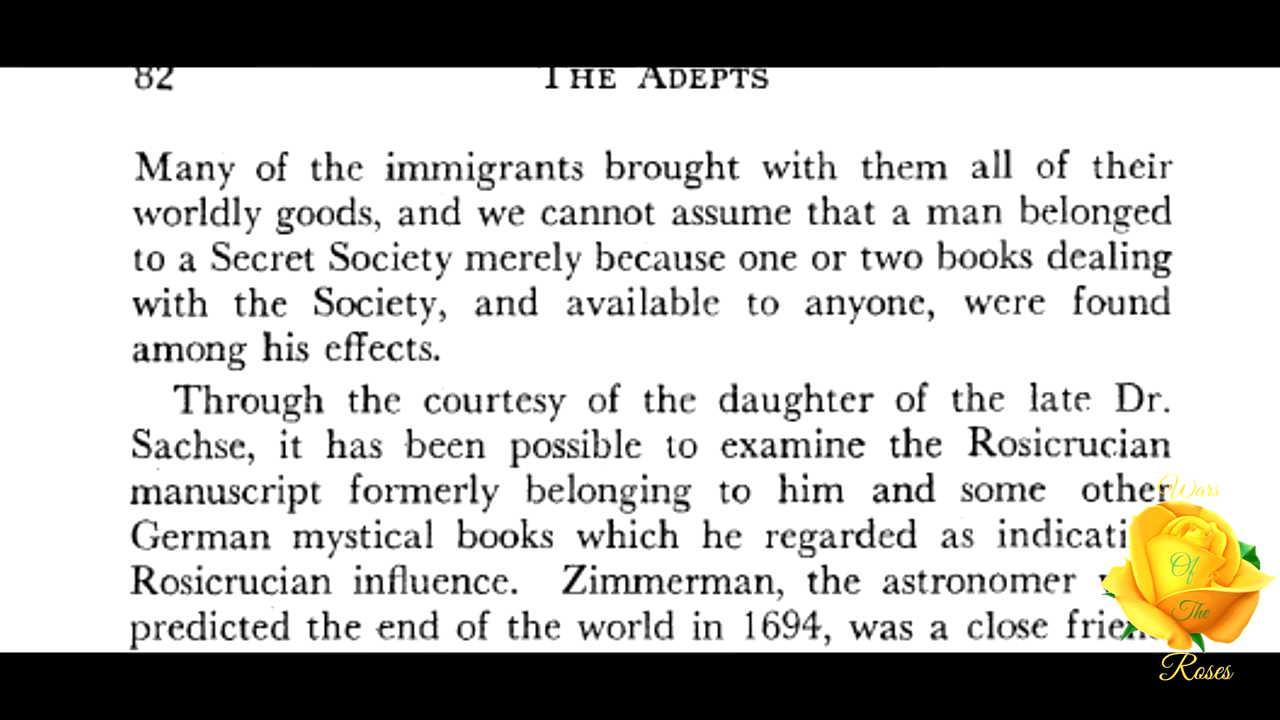 82 THE ADEPTS
Many of the immigrants brought with them all of their
worldly goods, and we cannot assume that a man belonged
to a Secret Society merely because one or two books dealing
with the Society, and available to anyone, were found
among his effects.
Through the courtesy of the daughter of the late Dr.
Sachse, it has been possible to examine the Rosicrucian
manuscript formerly belonging to him and some other
German mystical books which he regarded as
Rosicrucian influence. Zimmerman, the astronomer
predicted the end of the world in 1694, was a close
Wars
Of
The
Roses